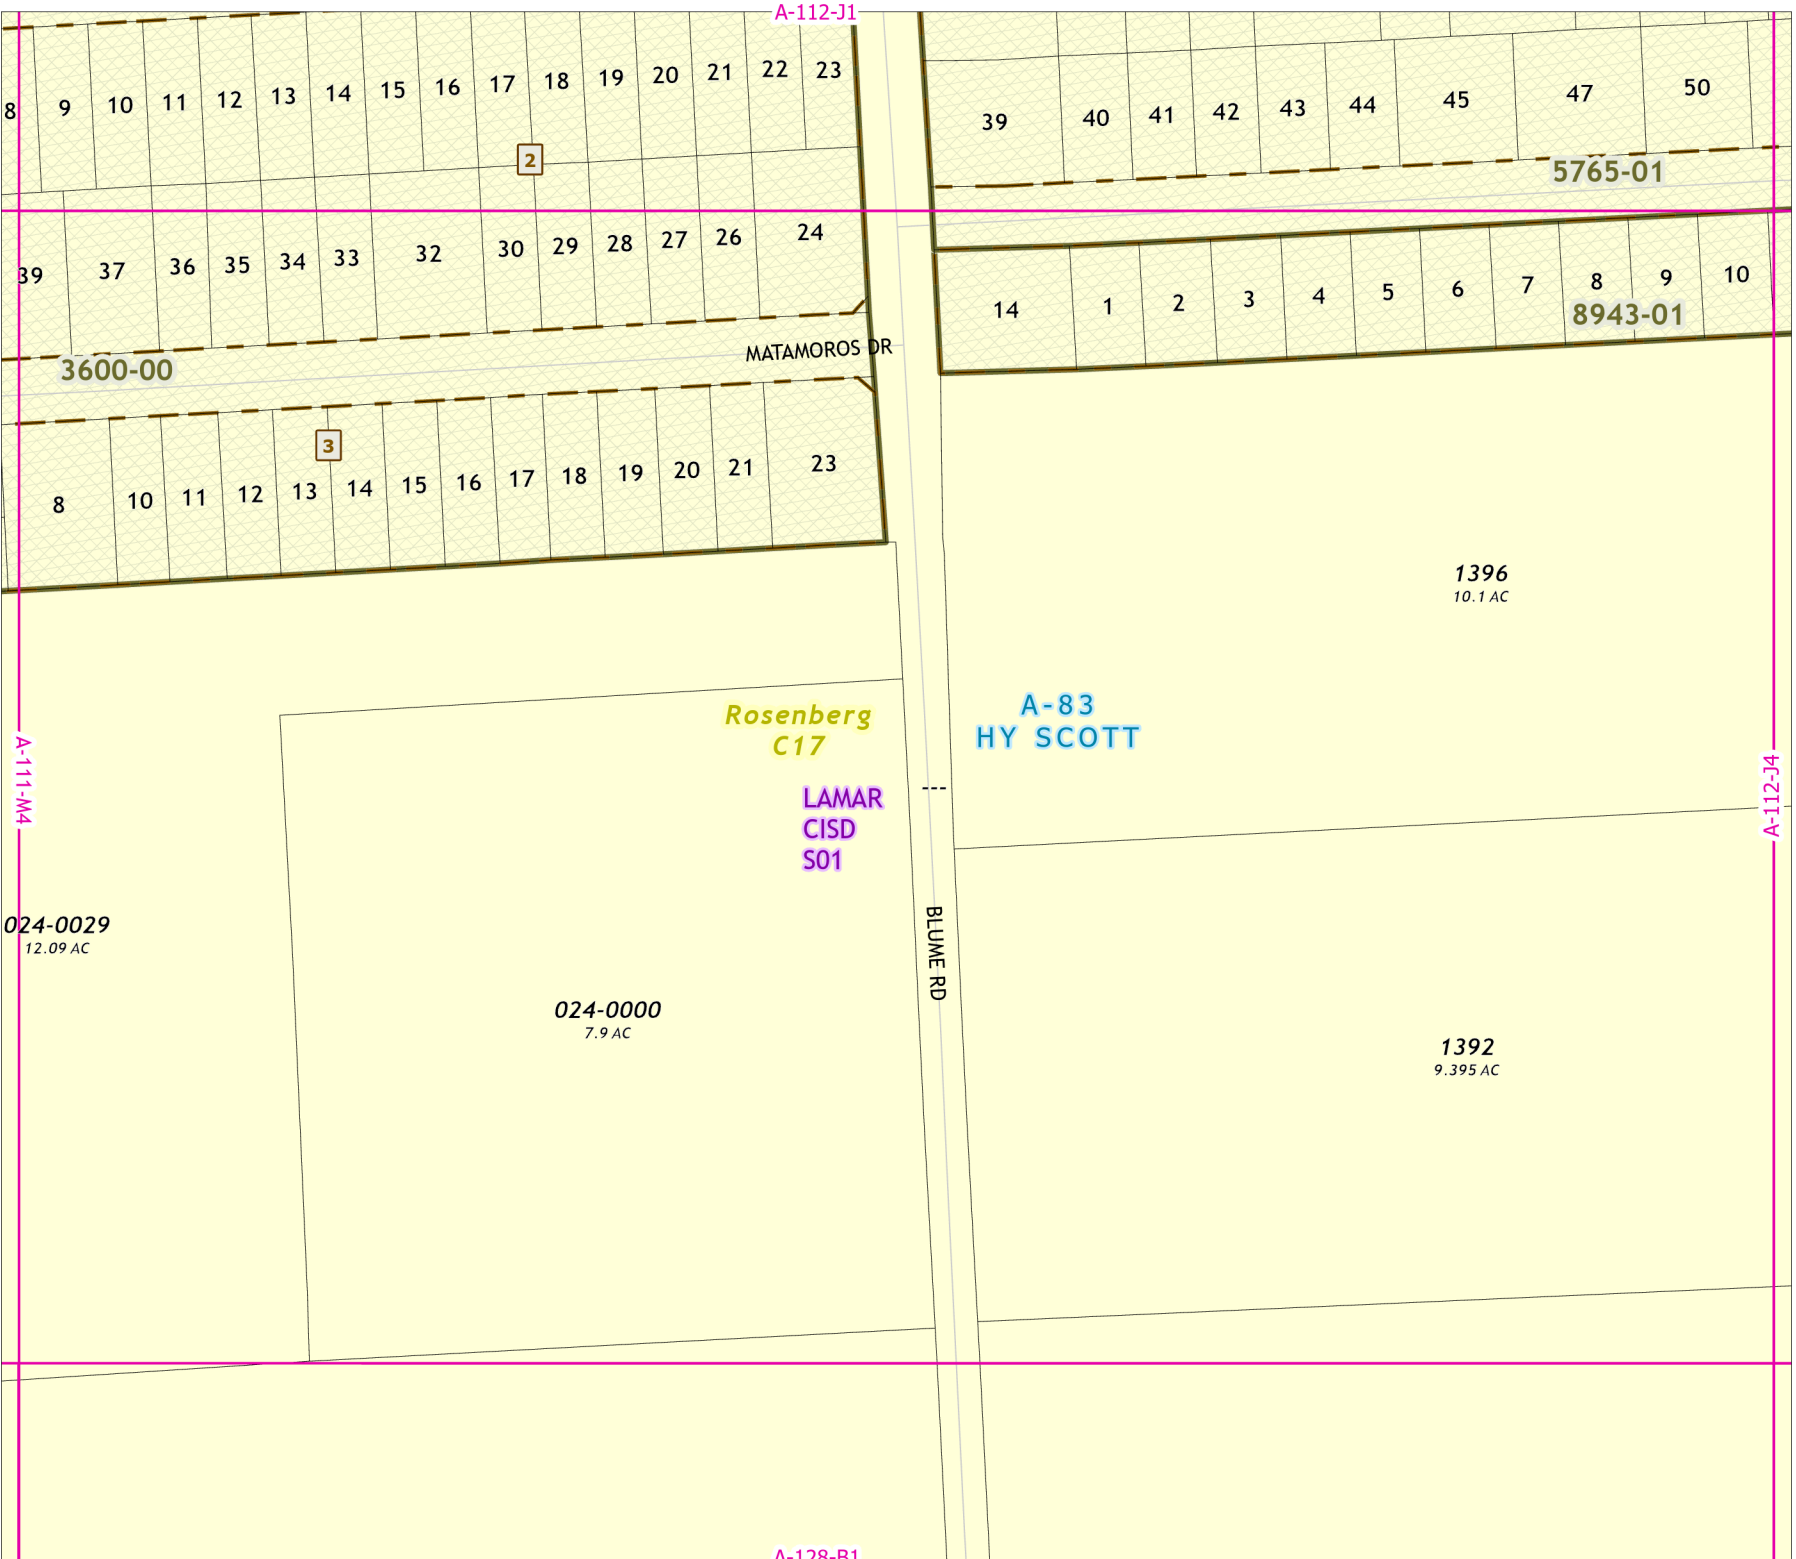 A-112-J1
8 9 10 11 12 13 14 15 16 17 18 19 20 21 22 23
39 40 41 42 43 44 45 47 50
2
5765-01
39 37 36 35 34 33 32 30 29 28 27 26 24
14 1 2 3 4 5 6 7 8 9 10
8943-01
MATAMOROS DR
3600-00
3
8 10 11 12 13 14 15 16 17 18 19 20 21 23
1396
10.1 AC
Rosenberg
C17
A-83
HY SCOTT
LAMAR
CISD
S01
A-111-M4
A-112-J4
024-0029
12.09 AC
BLUME RD
024-0000
7.9 AC
1392
9.395 AC
A-128-B1